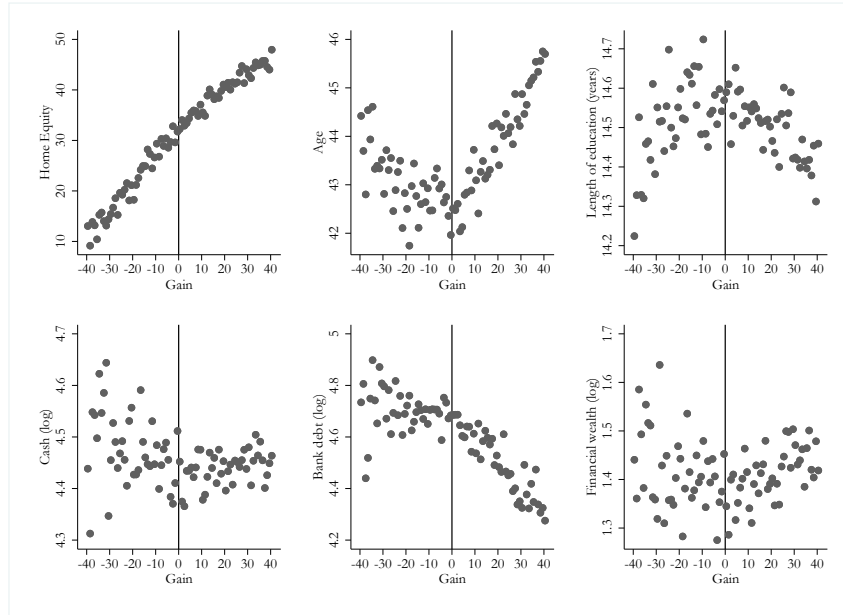 Home Equity
50
40
30
20
10
-40 -30 -20 -10 0 10 20 30 40
Gain
Age
46
45
44
43
42
-40 -30 -20 -10 0 10 20 30 40
Gain
Length of education (years)
14.7
14.6
14.5
14.4
14.3
14.2
-40 -30 -20 -10 0 10 20 30 40
Gain
Cash (log)
4.7
4.6
4.5
4.4
4.3
-40 -30 -20 -10 0 10 20 30 40
Gain
Bank debt (log)
5
4.8
4.6
4.4
4.2
-40 -30 -20 -10 0 10 20 30 40
Gain
Financial wealth (log)
1.7
1.6
1.5
1.4
1.3
-40 -30 -20 -10 0 10 20 30 40
Gain